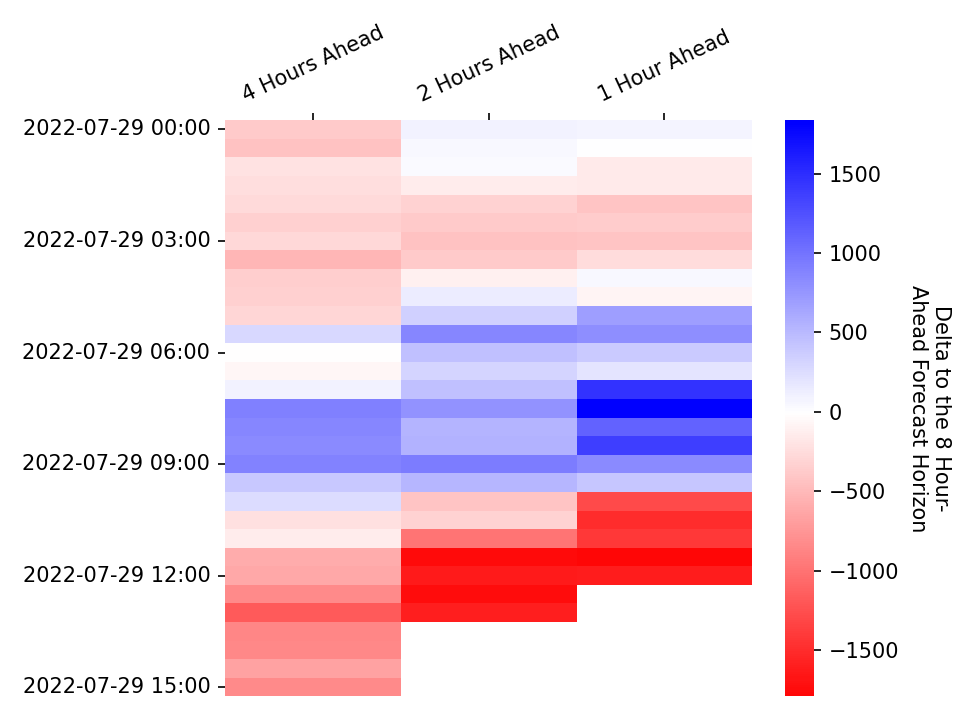 4 Hours Ahead
2 Hours Ahead
1 Hour Ahead
2022-07-29 00:00
2022-07-29 03:00
2022-07-29 06:00
2022-07-29 09:00
2022-07-29 12:00
2022-07-29 15:00
1500
1000
500
0
−500
−1000
−1500
Delta to the 8 Hour-
Ahead Forecast Horizon